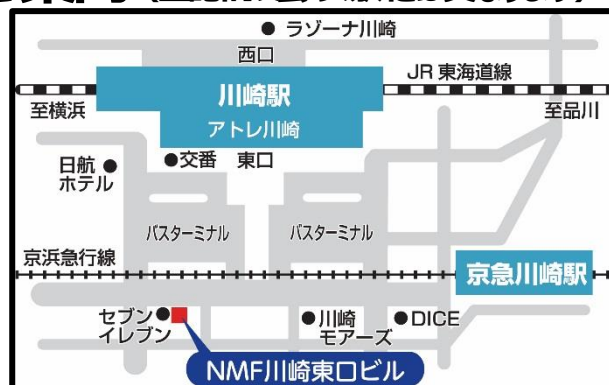 ラゾーナ川崎
西口
JR 東海道線
川崎駅
至横浜
至品川
アトレ川崎
日航
ホテル
交番
東口
バスターミナル
バスターミナル
京浜急行線
京急川崎駅
セブン
イレブン
川崎
モアーズ
DICE
NMF川崎東口ビル